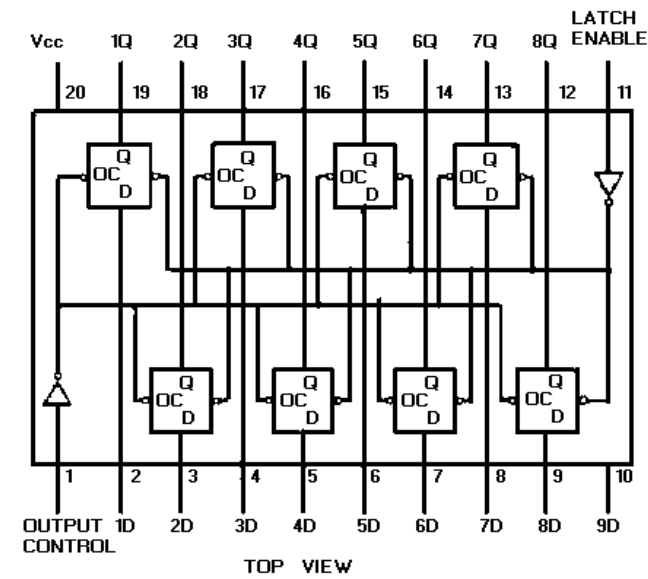 LATCH
Vcc 1Q 2Q 3Q 4Q 5Q 6Q 7Q 8Q ENABLE
20 19 18 17 16 15 14 13 12 11
Q Q Q Q
OC OC OC OC
D D D D
Q Q Q Q
OC OC OC OC
D D D D
1 2 3 4 5 6 7 8 9 10
OUTPUT 1D 2D 3D 4D 5D 6D 7D 8D 9D
CONTROL
TOP VIEW